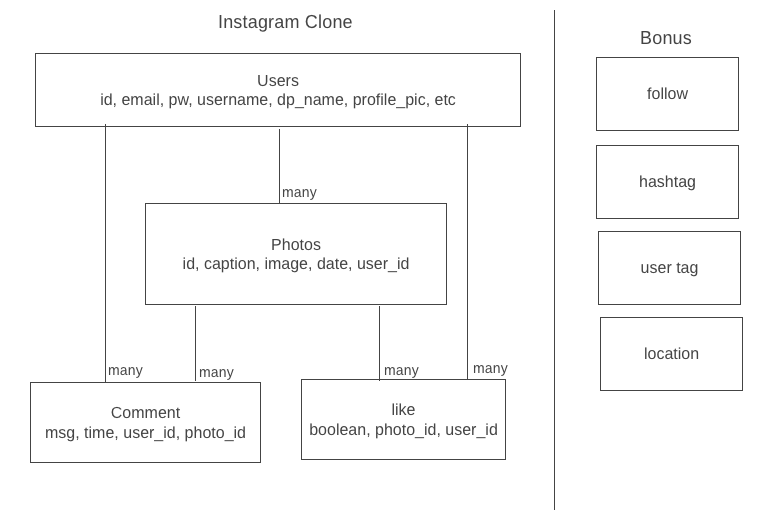 Instagram Clone
Users
id, email, pw, username, dp_name, profile_pic, etc
many
Photos
id, caption, image, date, user_id
many
many
many
many
Comment
msg, time, user_id, photo_id
like
boolean, photo_id, user_id
Bonus
follow
hashtag
user tag
location